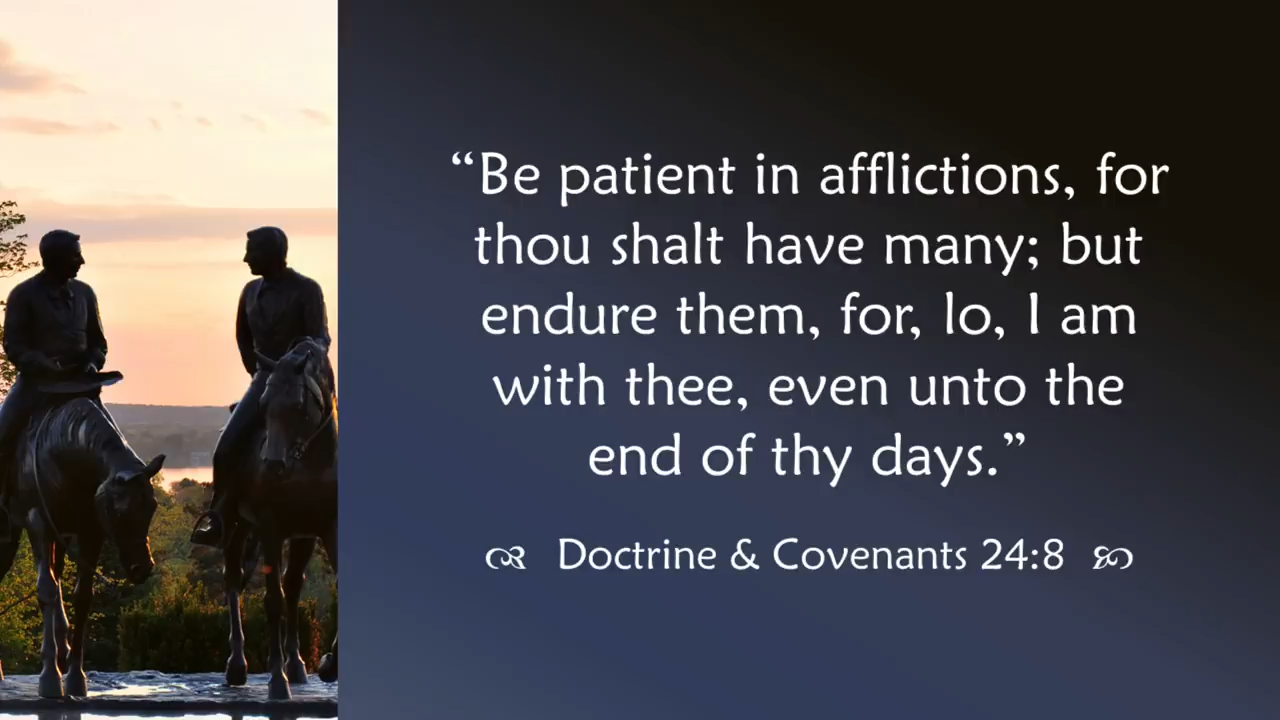 “Be patient in afflictions, for
thou shalt have many; but
endure them, for, lo, I am
with thee, even unto the
end of thy days.”
Doctrine & Covenants 24:8